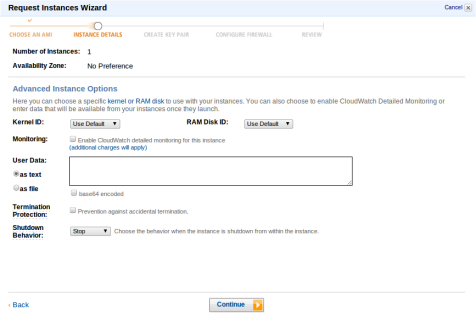 Request Instances Wizard
Cancel
CHOOSE AN AMI INSTANCE DETAILS CREATE KEY PAIR CONFIGURE FIREWALL REVIEW
Number of Instances: 1
Availability Zone: No Preference
Advanced Instance Options
Here you can choose a specific kernel or RAM disk to use with your instances. You can also choose to enable CloudWatch Detailed Monitoring or
enter data that will be available from your instances once they launch.
Kernel ID: Use Default RAM Disk ID: Use Default
Monitoring: Enable CloudWatch detailed monitoring for this instance
(additional charges will apply)
User Data:
as text
as file
base64 encoded
Termination
Protection: Prevention against accidental termination.
Shutdown
Behavior: Stop Choose the behavior when the instance is shutdown from within the instance.
Back Continue